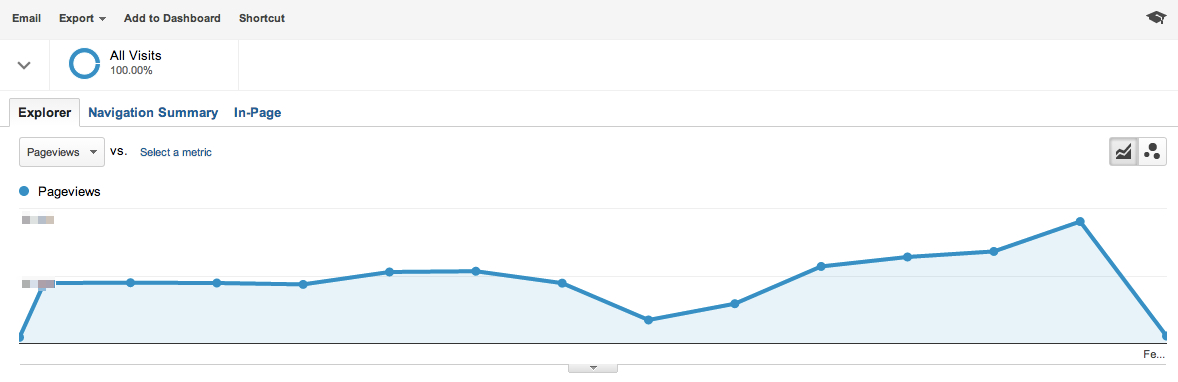 Email Export Add to Dashboard Shortcut
All Visits
100.00%
Explorer Navigation Summary In-Page
Pageviews vs. Select a metric
Pageviews
Fe...